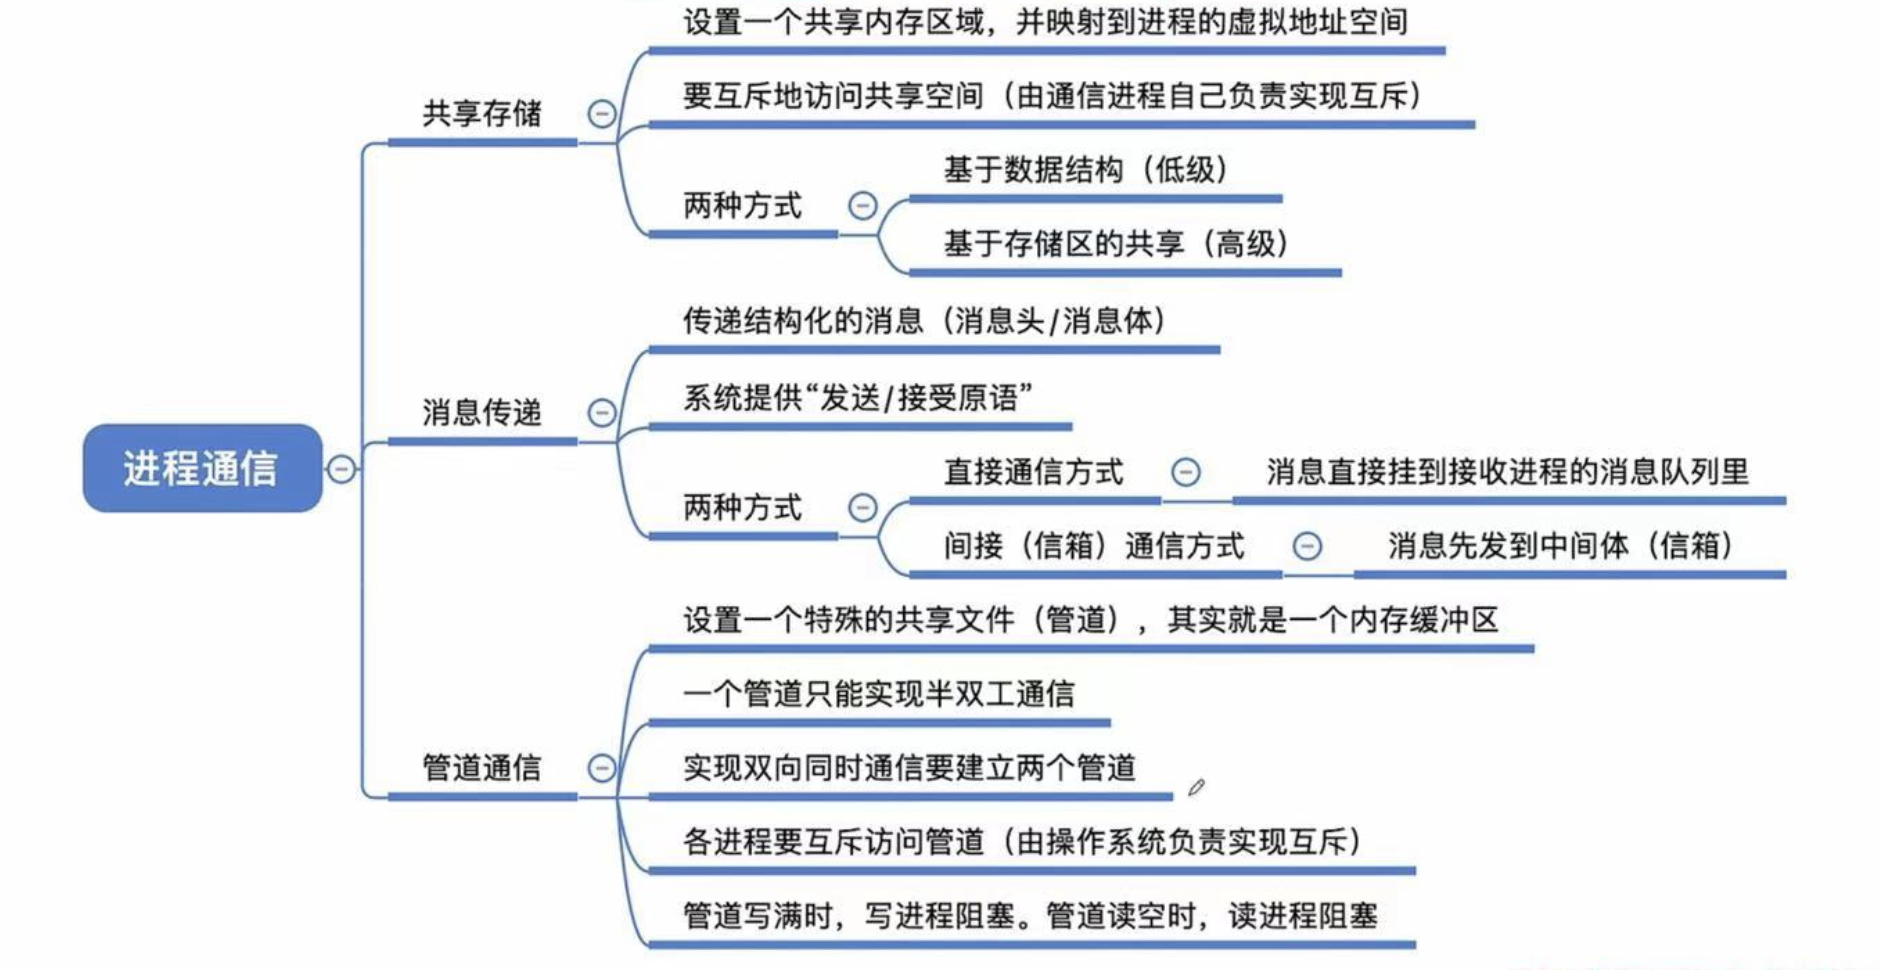 设置一个共享内存区域，并映射到进程的虚拟地址空间
要互斥地访问共享空间（由通信进程自己负责实现互斥）
共享存储
基于数据结构（低级）
两种方式
基于存储区的共享（高级）
传递结构化的消息（消息头/消息体）
系统提供“发送/接受原语”
消息传递
直接通信方式
消息直接挂到接收进程的消息队列里
两种方式
间接（信箱）通信方式
消息先发到中间体（信箱）
进程通信
设置一个特殊的共享文件（管道），其实就是一个内存缓冲区
一个管道只能实现半双工通信
管道通信
实现双向同时通信要建立两个管道
各进程要互斥访问管道（由操作系统负责实现互斥）
管道写满时，写进程阻塞。管道读空时，读进程阻塞